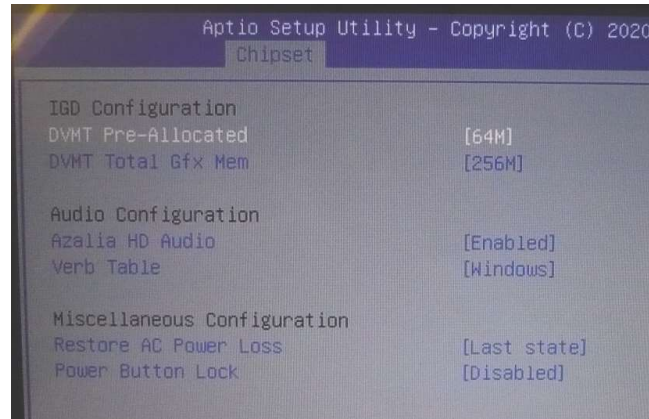 Aptio Setup Utility - Copyright (C) 2020
Chipset
IGD Configuration
DVMT Pre-Allocated [64M]
DVMT Total Gfx Mem [256M]
Audio Configuration
Azalia HD Audio [Enabled]
Verb Table [Windows]
Miscellaneous Configuration
Restore AC Power Loss [Last state]
Power Button Lock [Disabled]